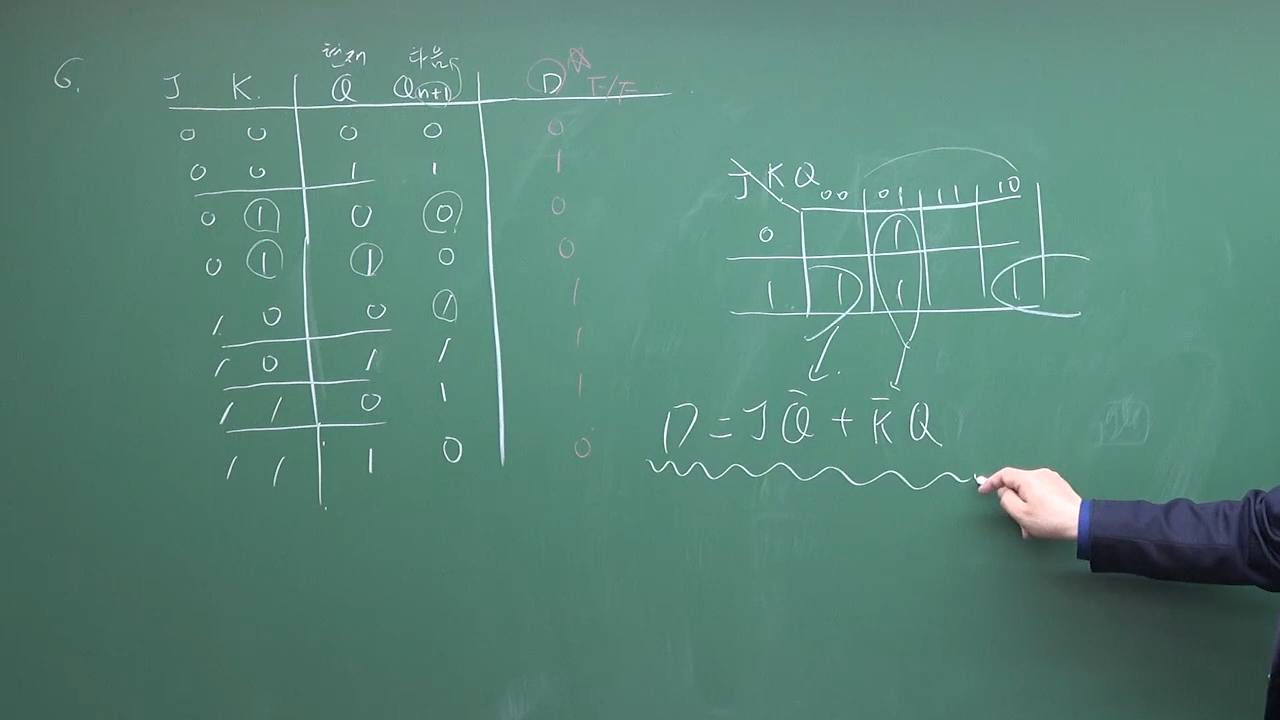 6.
현재 다음
J K. Q Qn+1 D F/F
0 0 0 0 0
0 0 1 1 1
0 1 0 0 0
0 1 1 0 0
1 0 0 1 1
1 0 1 1 1
1 1 0 1 1
1 1 1 0 0
J KQ 00 01 11 10
0 1
1 1 1 1
D = JQ̄ + K̄Q